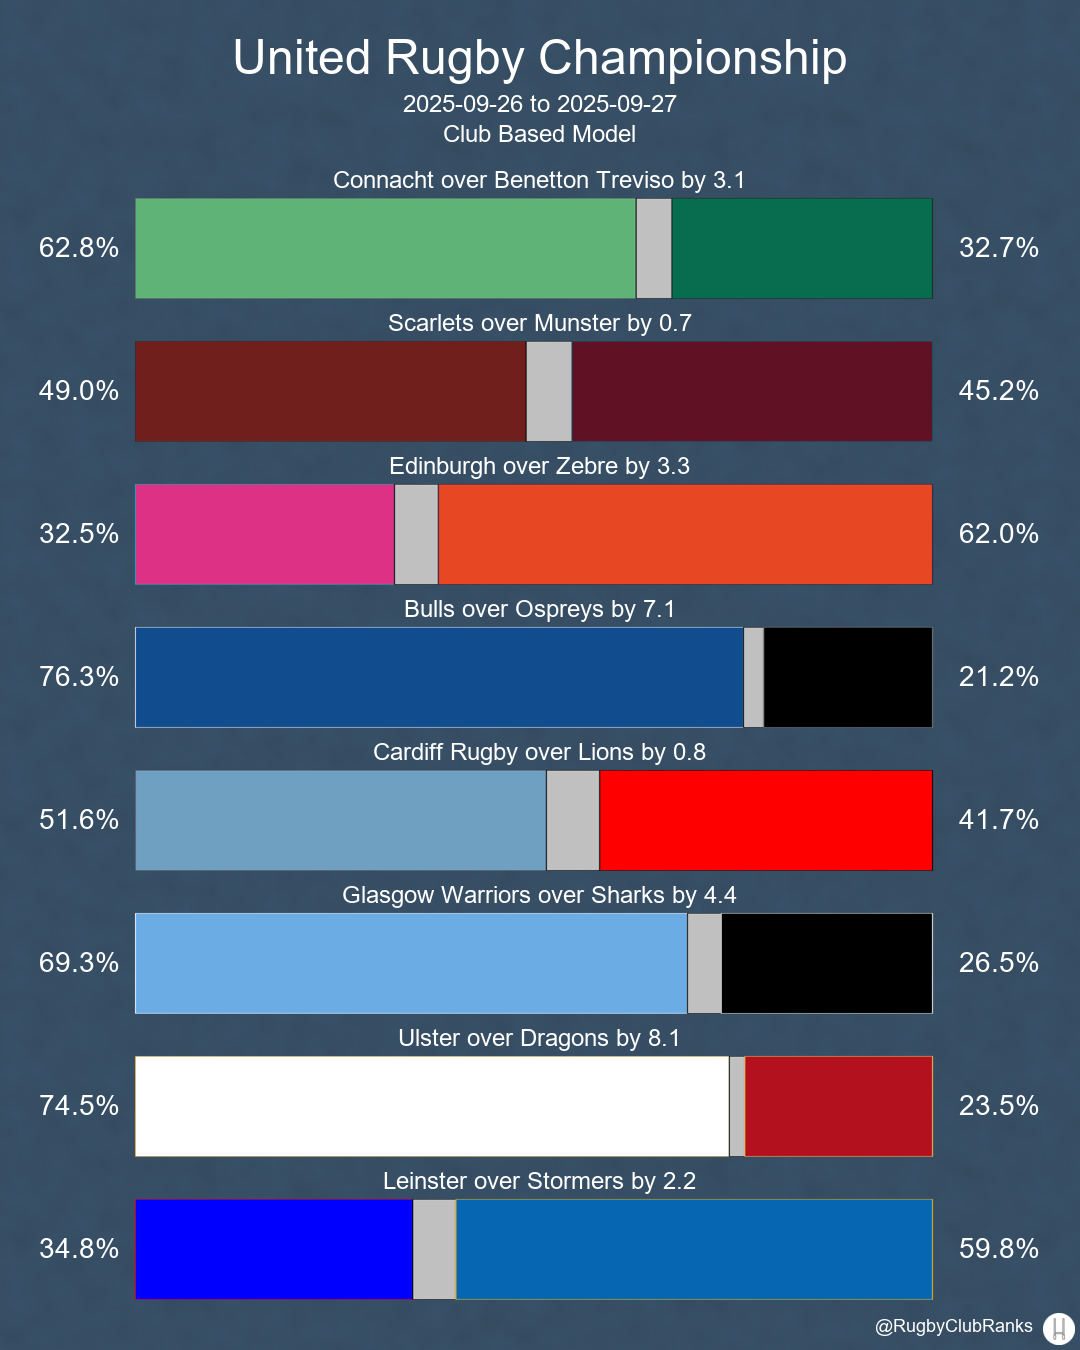 United Rugby Championship
2025-09-26 to 2025-09-27
Club Based Model
Connacht over Benetton Treviso by 3.1
62.8% 32.7%
Scarlets over Munster by 0.7
49.0% 45.2%
Edinburgh over Zebre by 3.3
32.5% 62.0%
Bulls over Ospreys by 7.1
76.3% 21.2%
Cardiff Rugby over Lions by 0.8
51.6% 41.7%
Glasgow Warriors over Sharks by 4.4
69.3% 26.5%
Ulster over Dragons by 8.1
74.5% 23.5%
Leinster over Stormers by 2.2
34.8% 59.8%
@RugbyClubRanks